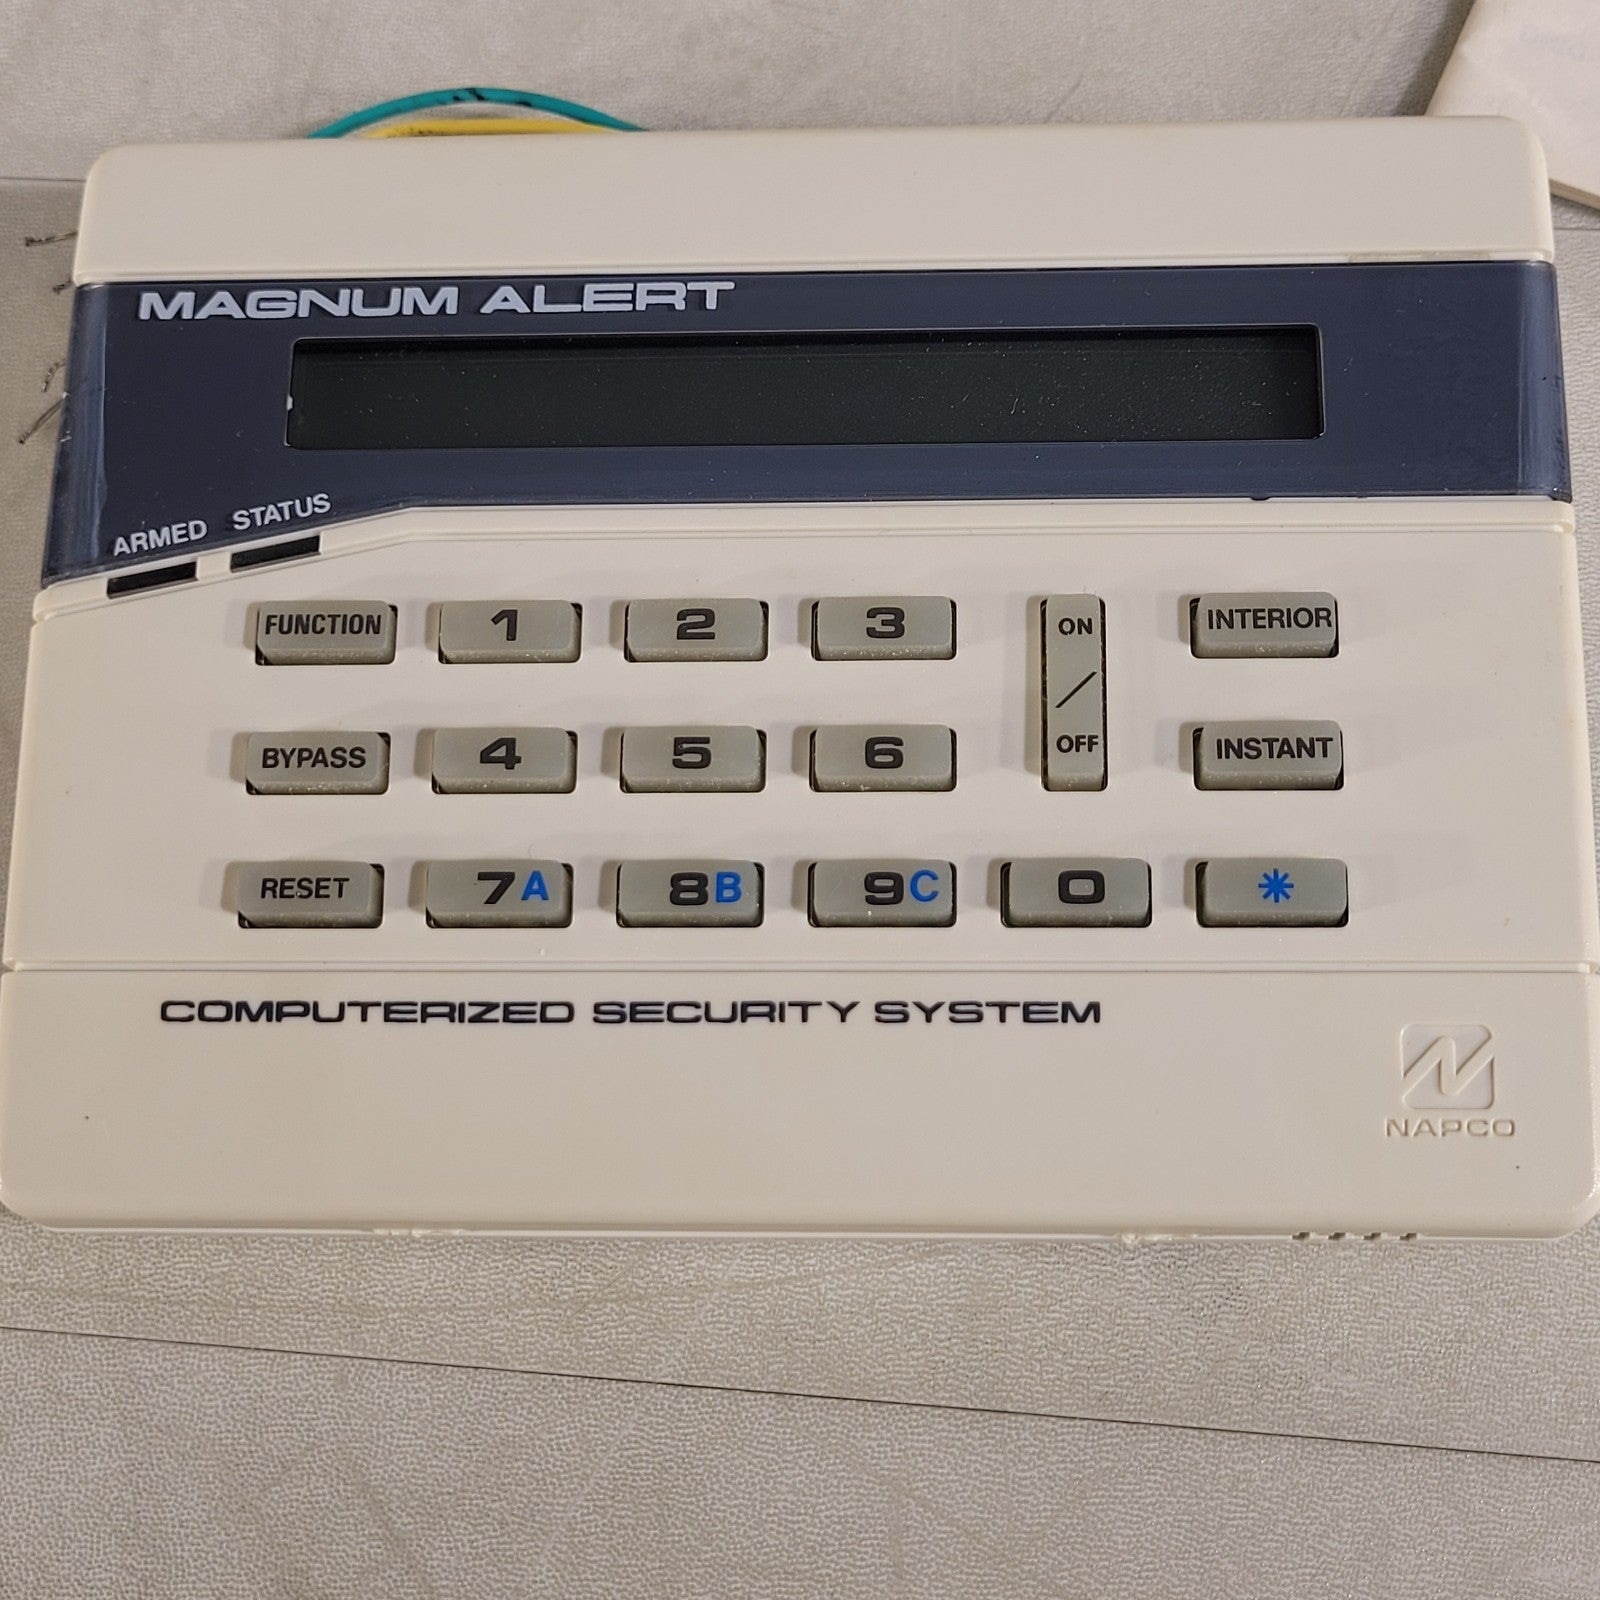 MAGNUM ALERT
ARMED STATUS
FUNCTION 1 2 3 ON INTERIOR
/
BYPASS 4 5 6 OFF INSTANT
RESET 7A 8B 9C 0 *
COMPUTERIZED SECURITY SYSTEM
NAPCO